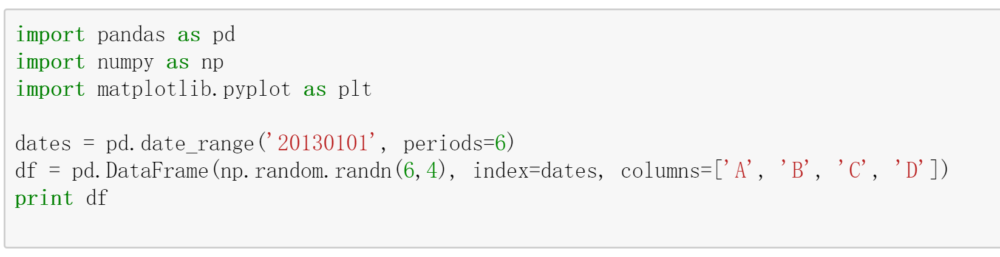 import pandas as pd
import numpy as np
import matplotlib.pyplot as plt
dates = pd.date_range('20130101', periods=6)
df = pd.DataFrame(np.random.randn(6,4), index=dates, columns=['A', 'B', 'C', 'D'])
print df